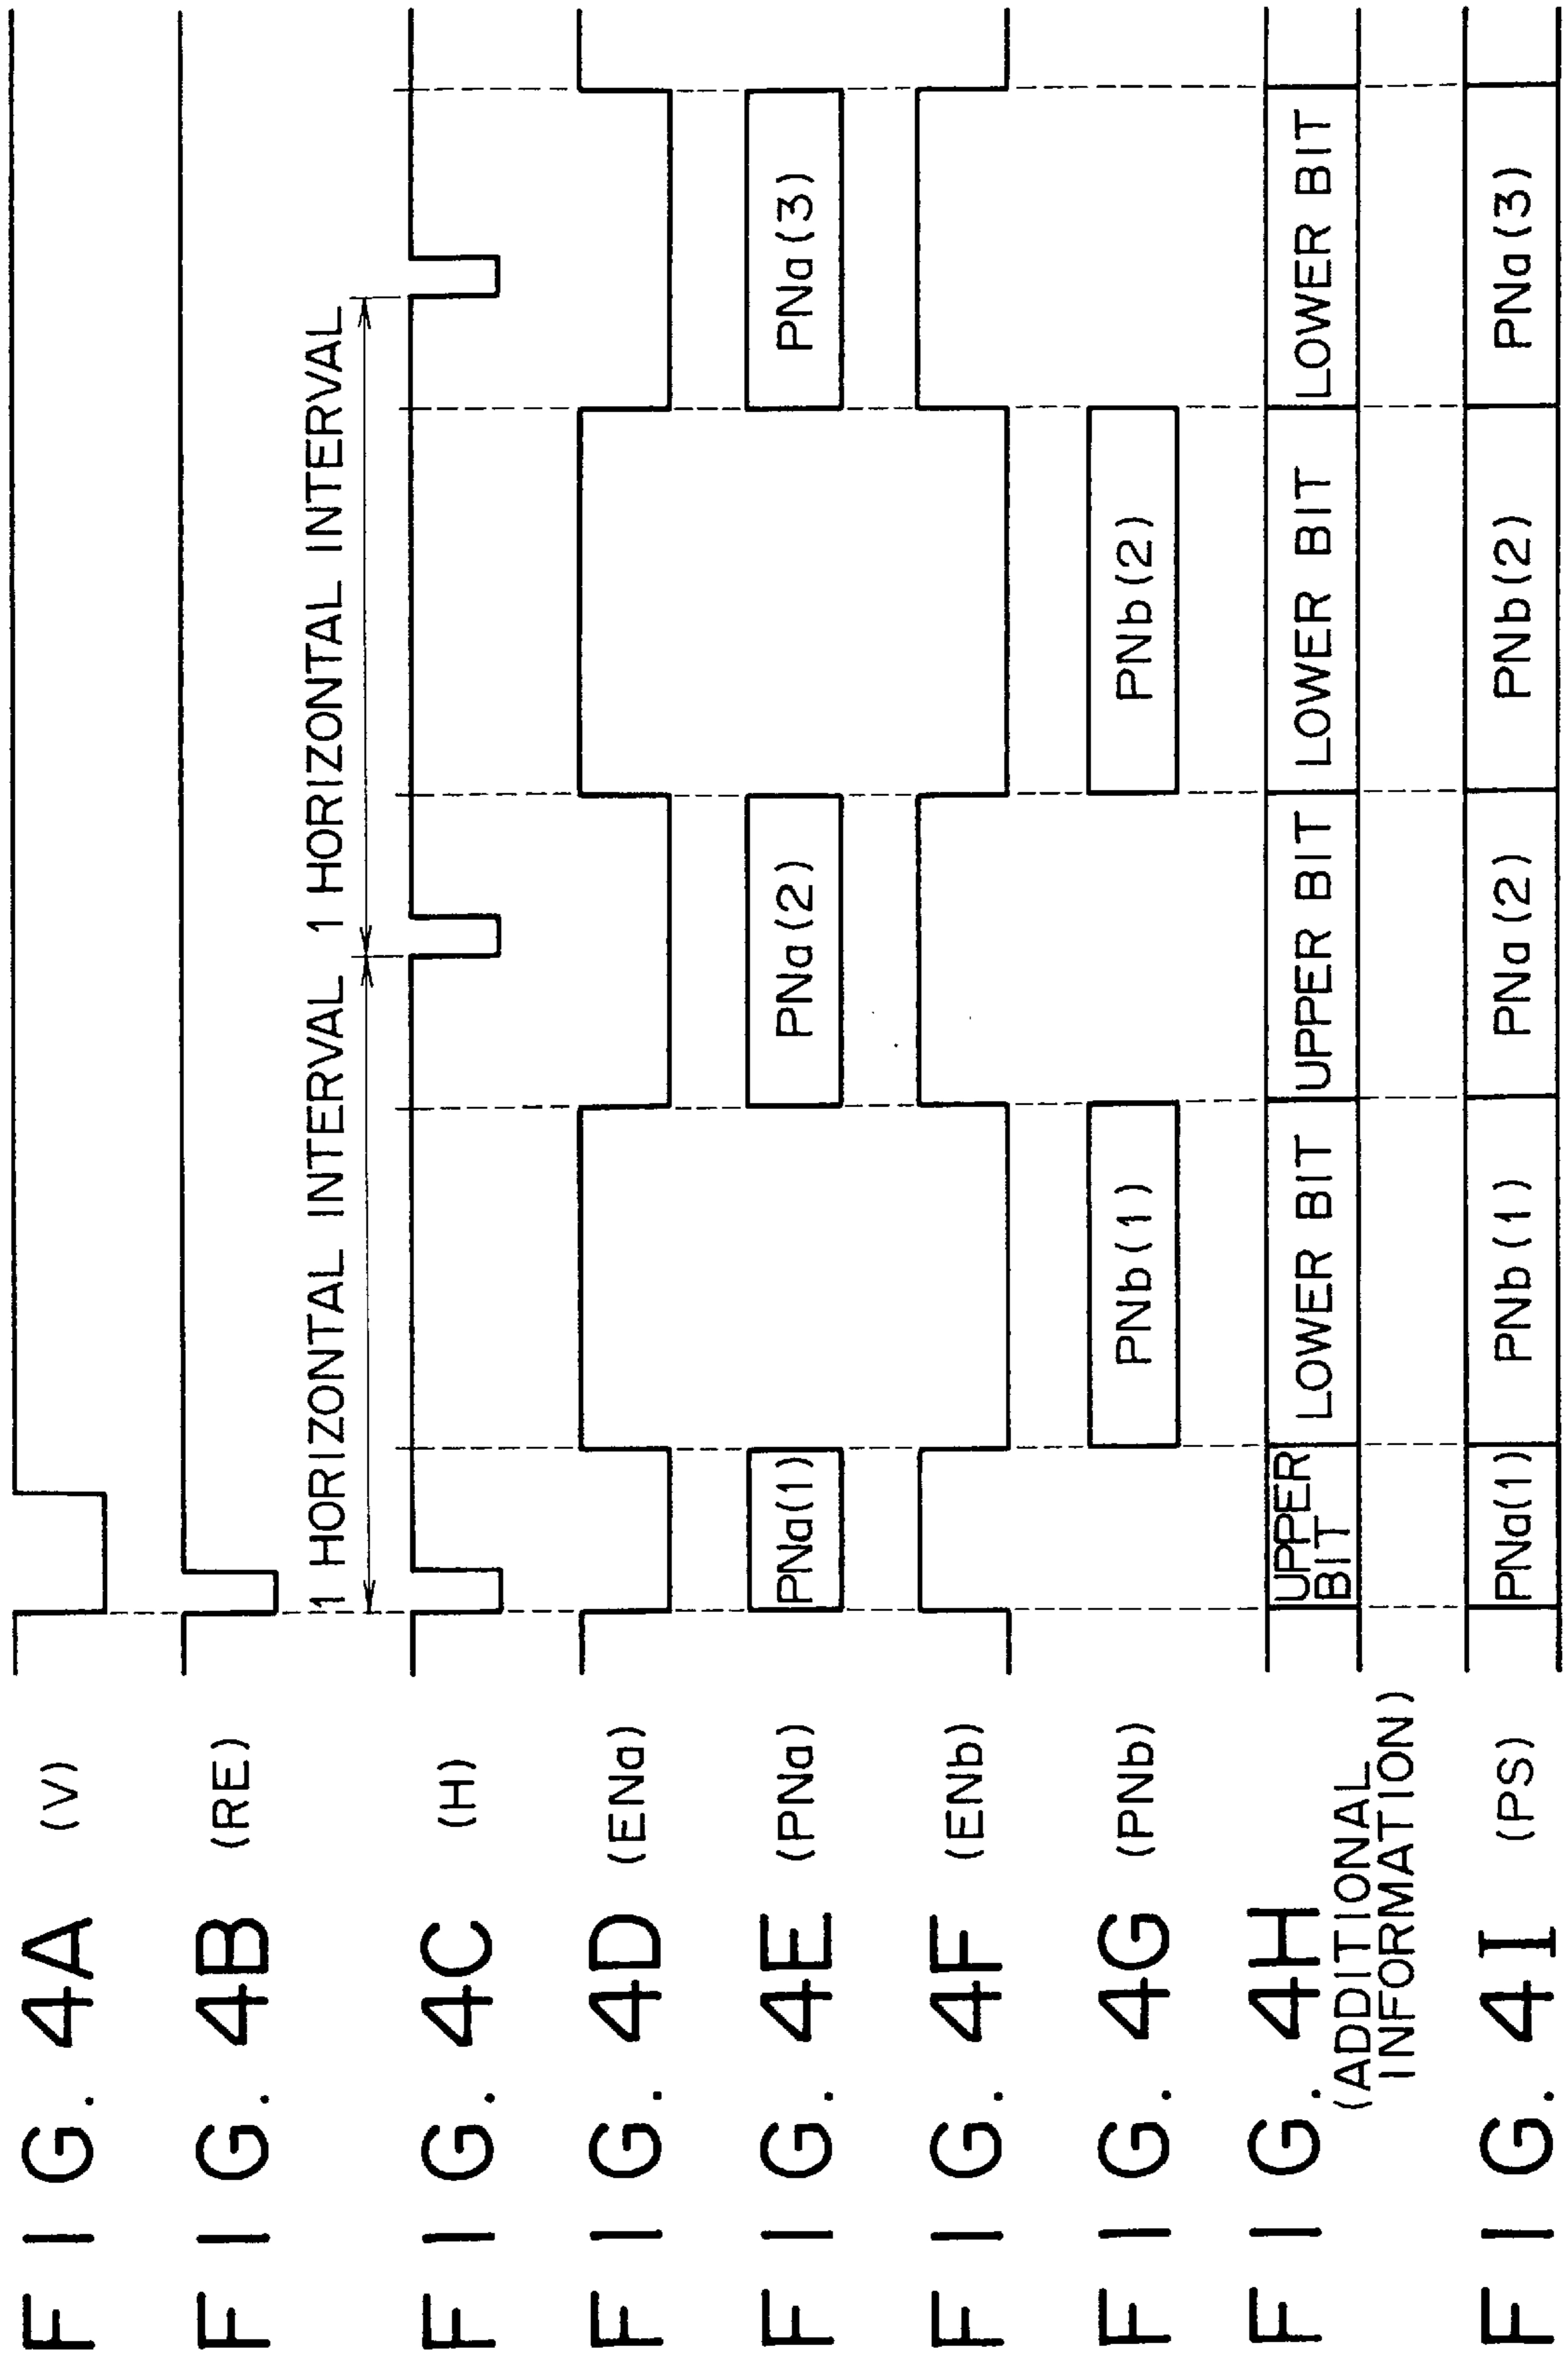 FIG. 4A (V)
FIG. 4B (RE)
1 HORIZONTAL INTERVAL 1 HORIZONTAL INTERVAL
FIG. 4C (H)
FIG. 4D (ENa)
FIG. 4E (PNa) PNa(1) PNa(2) PNa(3)
FIG. 4F (ENb)
FIG. 4G (PNb) PNb(1) PNb(2)
FIG. 4H
(ADDITIONAL
INFORMATION)
UPPER
BIT
LOWER BIT UPPER BIT LOWER BIT LOWER BIT
FIG. 4I (PS) PNa(1) PNb(1) PNa(2) PNb(2) PNa(3)